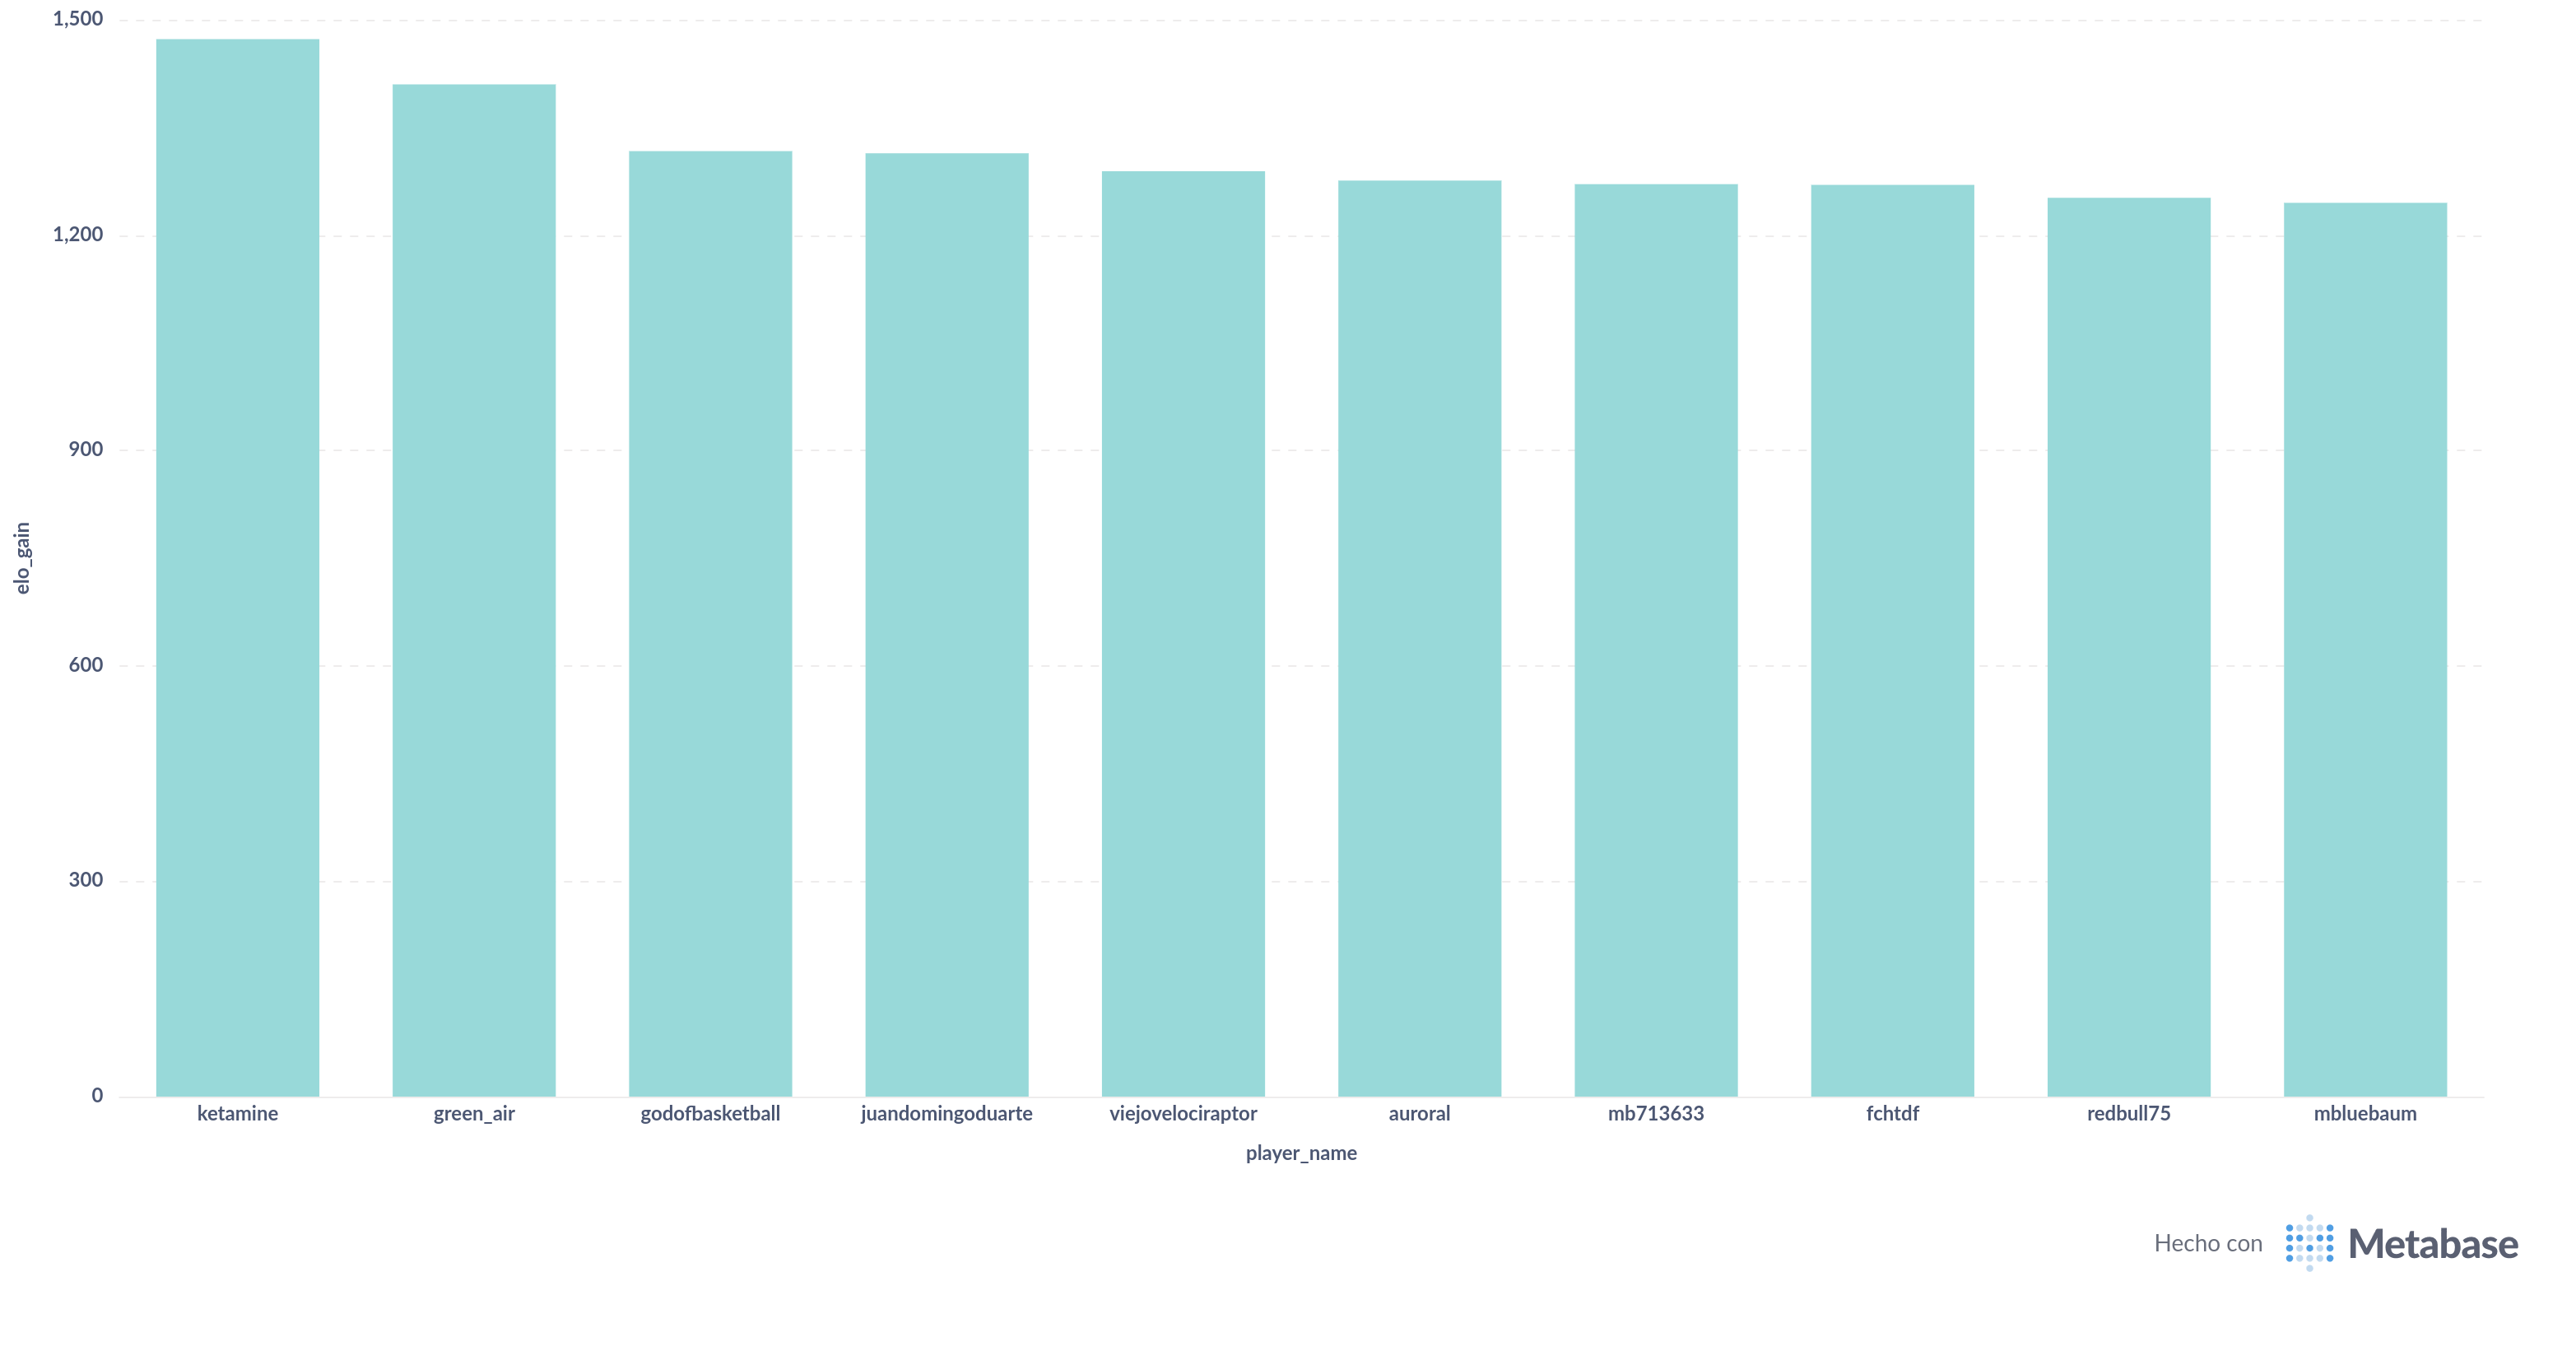 1,500
1,200
900
600
300
0
elo_gain
ketamine green_air godofbasketball juandomingoduarte viejovelociraptor auroral mb713633 fchtdf redbull75 mbluebaum
player_name
Hecho con Metabase